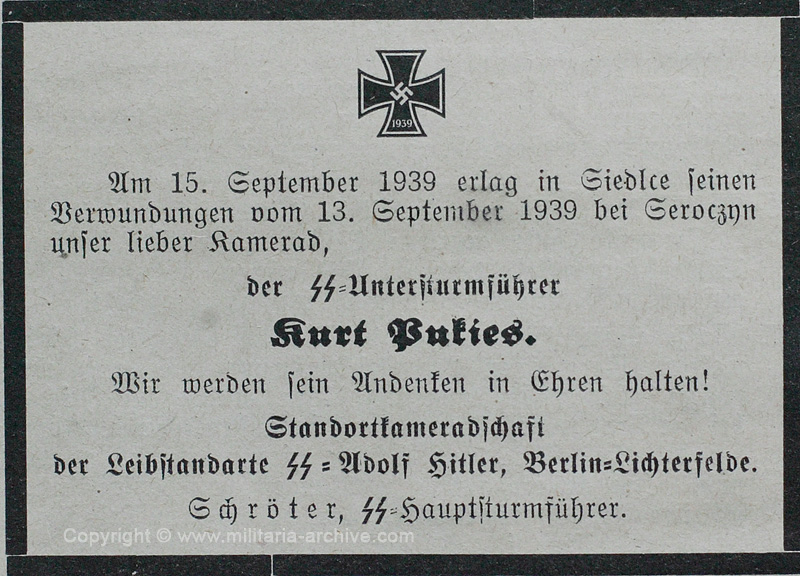 1939
Am 15. September 1939 erlag in Siedlce seinen
Verwundungen vom 13. September 1939 bei Seroczyn
unser lieber Kamerad,
der SS-Untersturmführer
Kurt Pukies.
Wir werden sein Andenken in Ehren halten!
Standortkameradschaft
der Leibstandarte SS-Adolf Hitler, Berlin-Lichterfelde.
Schröter, SS-Hauptsturmführer.
Copyright © www.militaria-archive.com